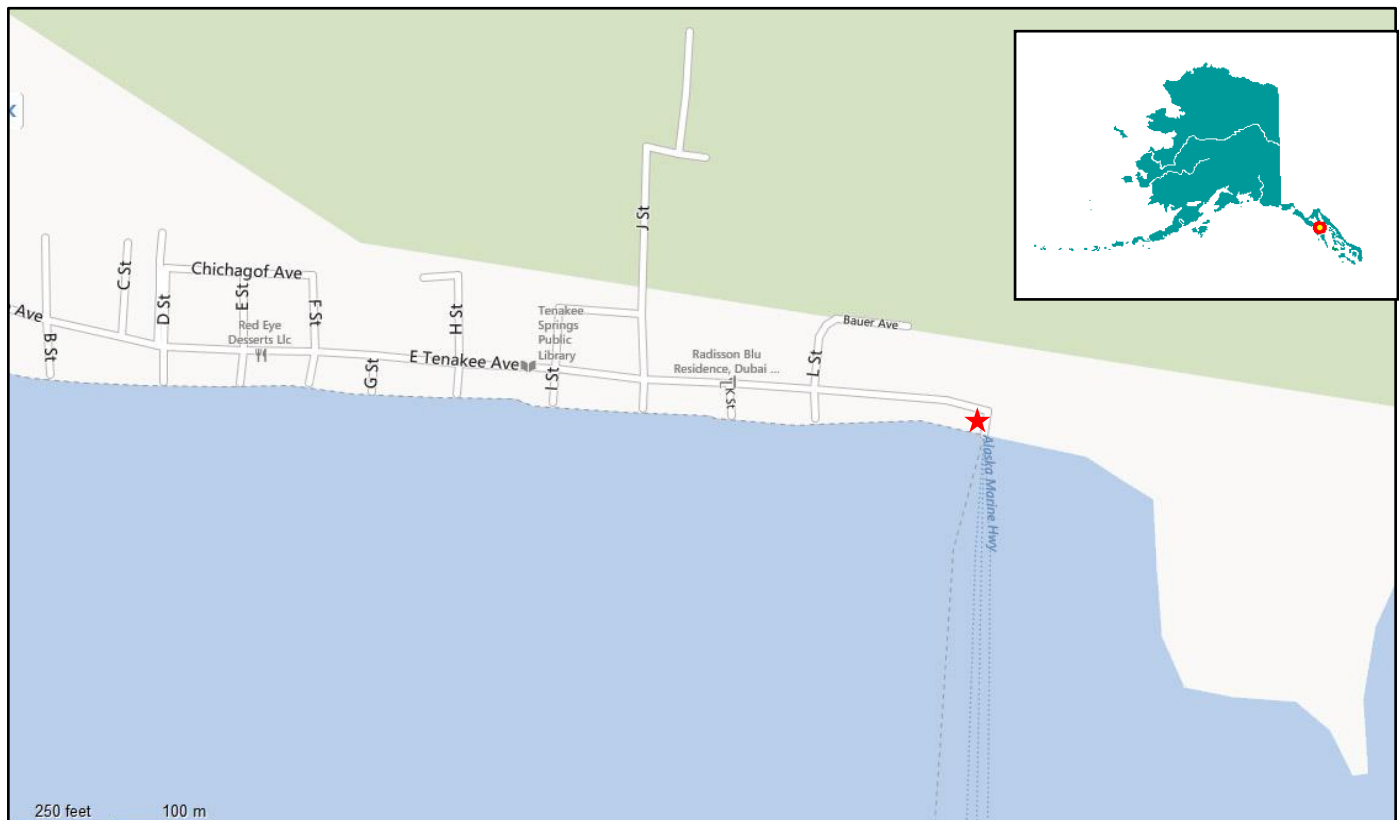 J St
Chichagof Ave
C St
D St
E St
F St
H St
Ave
B St
Red Eye
Desserts Llc
G St
E Tenakee Ave
Tenakee
Springs
Public
Library
I St
Radisson Blu
Residence, Dubai ...
K St
L St
Bauer Ave
Alaska Marine Hwy
250 feet
100 m